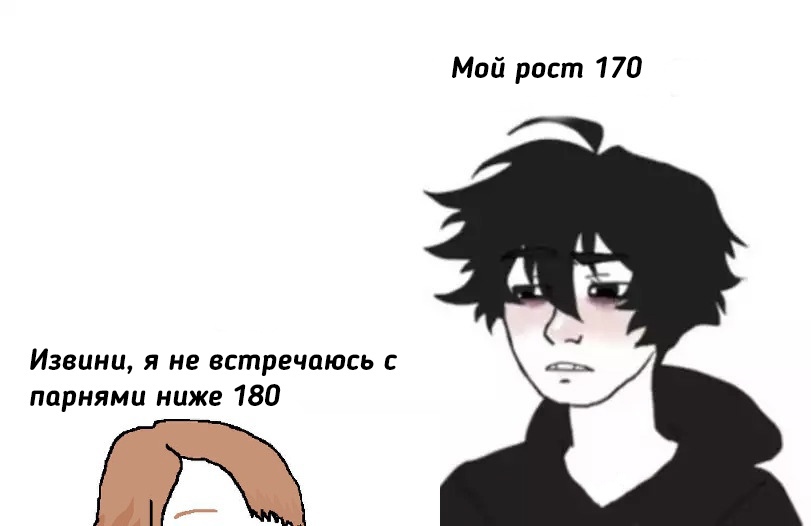 Мой рост 170
Извини, я не встречаюсь с
парнями ниже 180